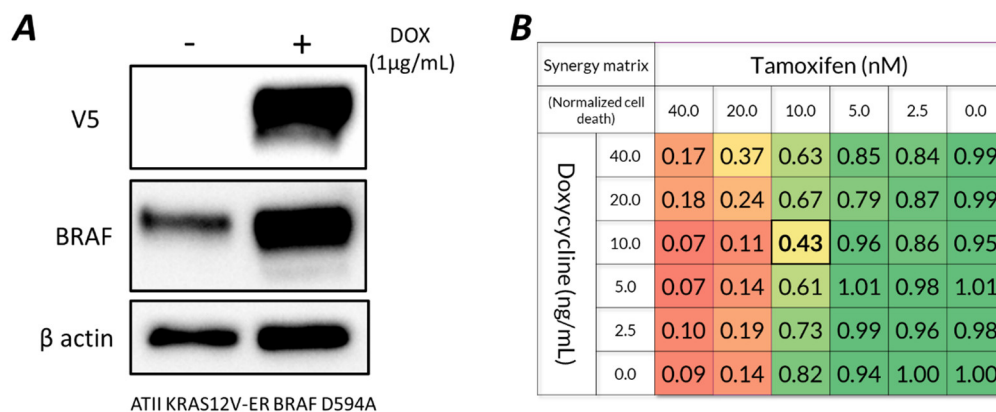 A
- + DOX
(1µg/mL)
V5
BRAF
β actin
ATII KRAS12V-ER BRAF D594A
B
Synergy matrix Tamoxifen (nM)
(Normalized cell death) 40.0 20.0 10.0 5.0 2.5 0.0
Doxycycline (ng/mL)
40.0 0.17 0.37 0.63 0.85 0.84 0.99
20.0 0.18 0.24 0.67 0.79 0.87 0.99
10.0 0.07 0.11 0.43 0.96 0.86 0.95
5.0 0.07 0.14 0.61 1.01 0.98 1.01
2.5 0.10 0.19 0.73 0.99 0.96 0.98
0.0 0.09 0.14 0.82 0.94 1.00 1.00